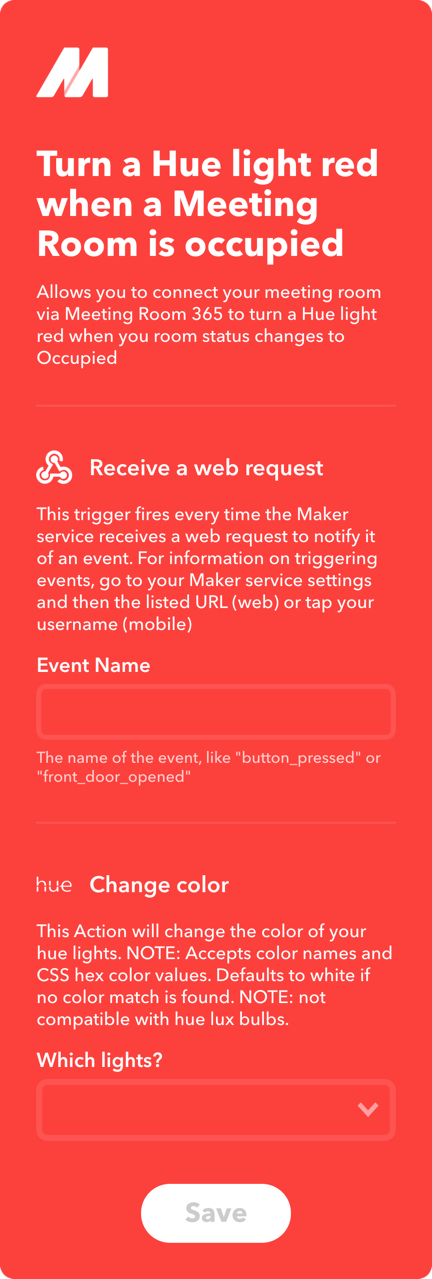 Turn a Hue light red
when a Meeting
Room is occupied
Allows you to connect your meeting room
via Meeting Room 365 to turn a Hue light
red when you room status changes to
Occupied
Receive a web request
This trigger fires every time the Maker
service receives a web request to notify it
of an event. For information on triggering
events, go to your Maker service settings
and then the listed URL (web) or tap your
username (mobile)
Event Name
The name of the event, like "button_pressed" or
"front_door_opened"
hue Change color
This Action will change the color of your
hue lights. NOTE: Accepts color names and
CSS hex color values. Defaults to white if
no color match is found. NOTE: not
compatible with hue lux bulbs.
Which lights?
Save